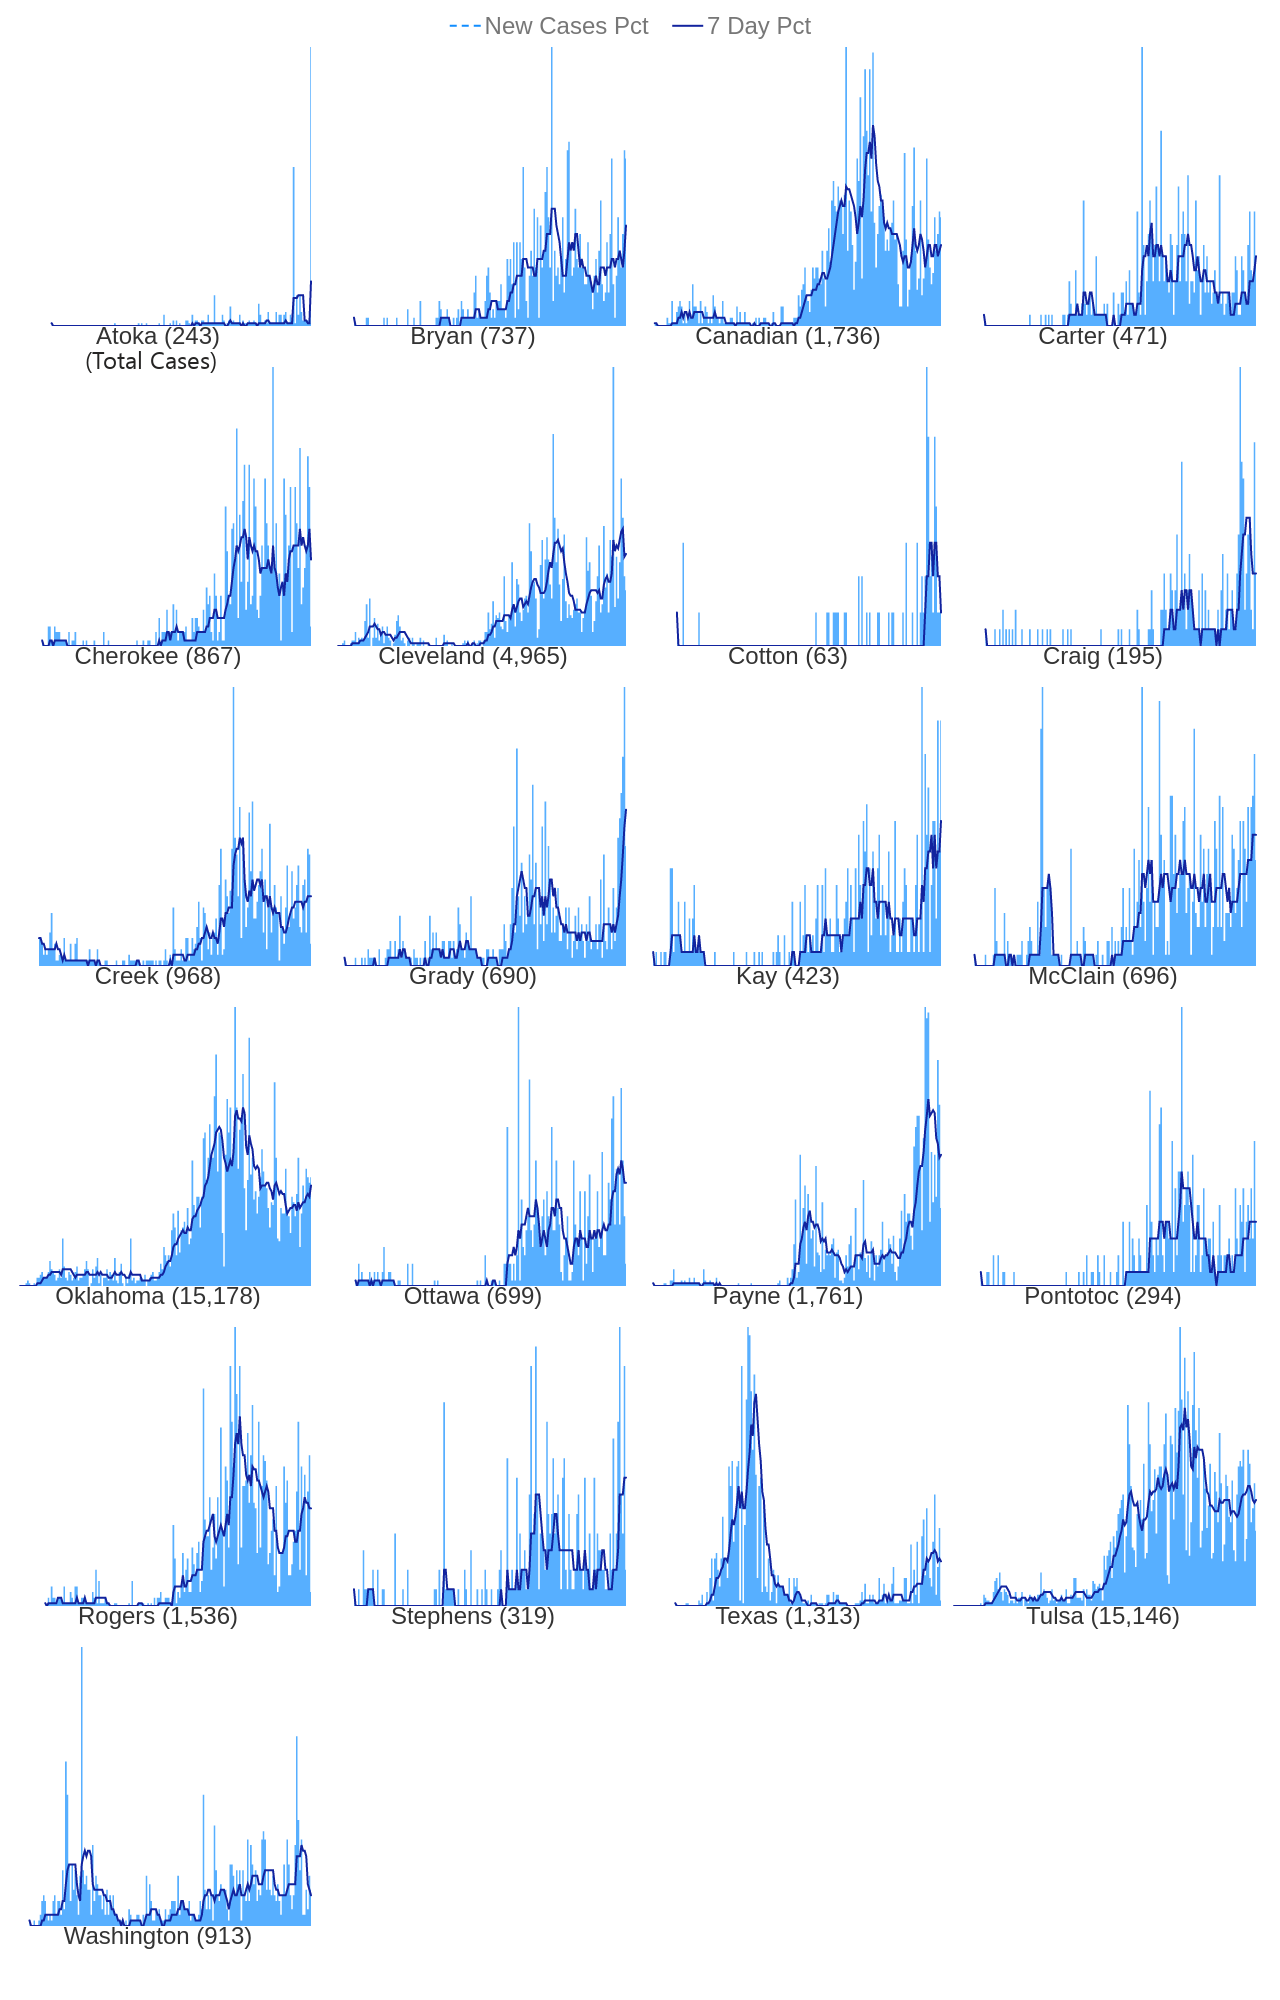 New Cases Pct 7 Day Pct
Atoka (243) Bryan (737) Canadian (1,736) Carter (471)
(Total Cases)
Cherokee (867) Cleveland (4,965) Cotton (63) Craig (195)
Creek (968) Grady (690) Kay (423) McClain (696)
Oklahoma (15,178) Ottawa (699) Payne (1,761) Pontotoc (294)
Rogers (1,536) Stephens (319) Texas (1,313) Tulsa (15,146)
Washington (913)